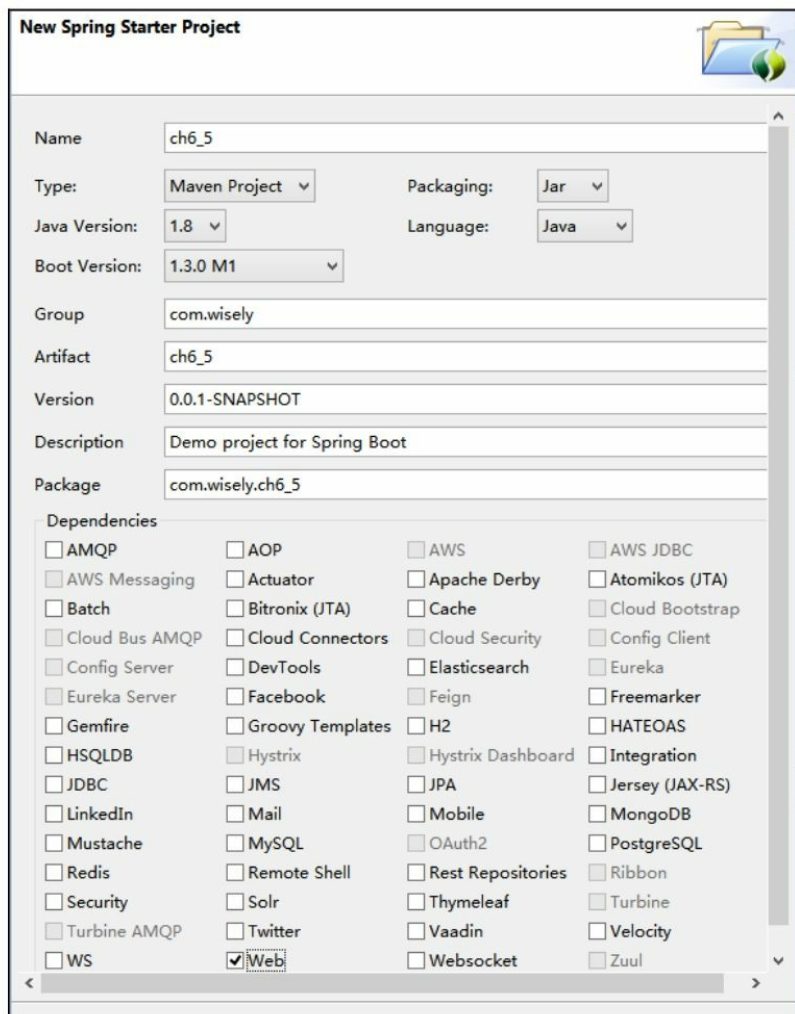 New Spring Starter Project
Name ch6_5
Type: Maven Project Packaging: Jar
Java Version: 1.8 Language: Java
Boot Version: 1.3.0 M1
Group com.wisely
Artifact ch6_5
Version 0.0.1-SNAPSHOT
Description Demo project for Spring Boot
Package com.wisely.ch6_5
Dependencies
AMQP AOP AWS AWS JDBC
AWS Messaging Actuator Apache Derby Atomikos (JTA)
Batch Bitronix (JTA) Cache Cloud Bootstrap
Cloud Bus AMQP Cloud Connectors Cloud Security Config Client
Config Server DevTools Elasticsearch Eureka
Eureka Server Facebook Feign Freemarker
Gemfire Groovy Templates H2 HATEOAS
HSQLDB Hystrix Hystrix Dashboard Integration
JDBC JMS JPA Jersey (JAX-RS)
LinkedIn Mail Mobile MongoDB
Mustache MySQL OAuth2 PostgreSQL
Redis Remote Shell Rest Repositories Ribbon
Security Solr Thymeleaf Turbine
Turbine AMQP Twitter Vaadin Velocity
WS Web Websocket Zuul